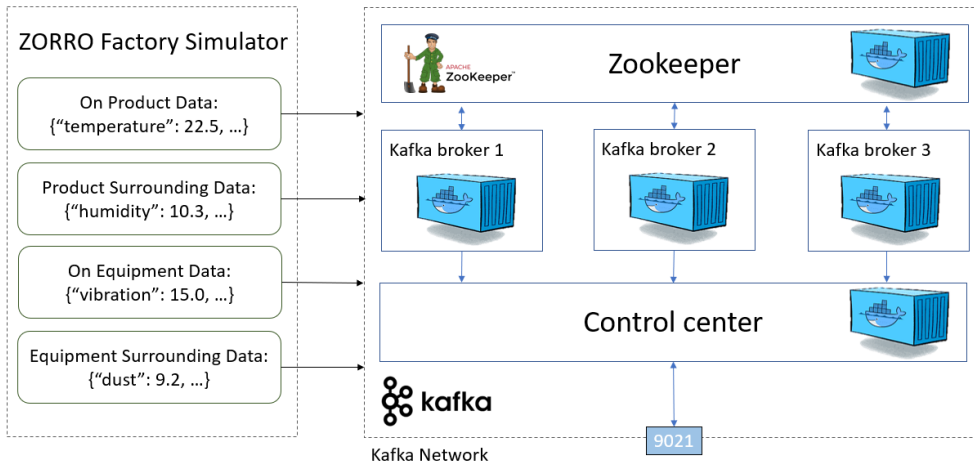 ZORRO Factory Simulator
On Product Data:
{“temperature”: 22.5, …}
Product Surrounding Data:
{“humidity”: 10.3, …}
On Equipment Data:
{“vibration”: 15.0, …}
Equipment Surrounding Data:
{“dust”: 9.2, …}
APACHE
ZooKeeper™
Zookeeper
Kafka broker 1
Kafka broker 2
Kafka broker 3
Control center
kafka
9021
Kafka Network